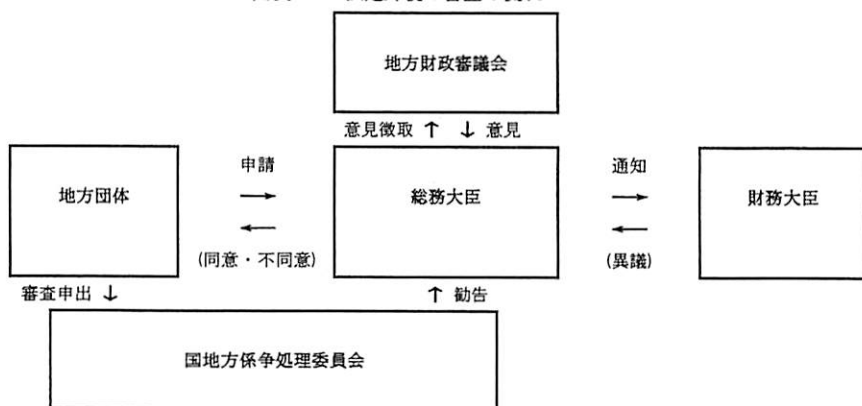 地方財政審議会
意見徴取 ↑ ↓ 意見
地方団体
申請
→
←
(同意・不同意)
総務大臣
通知
→
←
(異議)
財務大臣
審査申出 ↓
↑ 勧告
国地方係争処理委員会